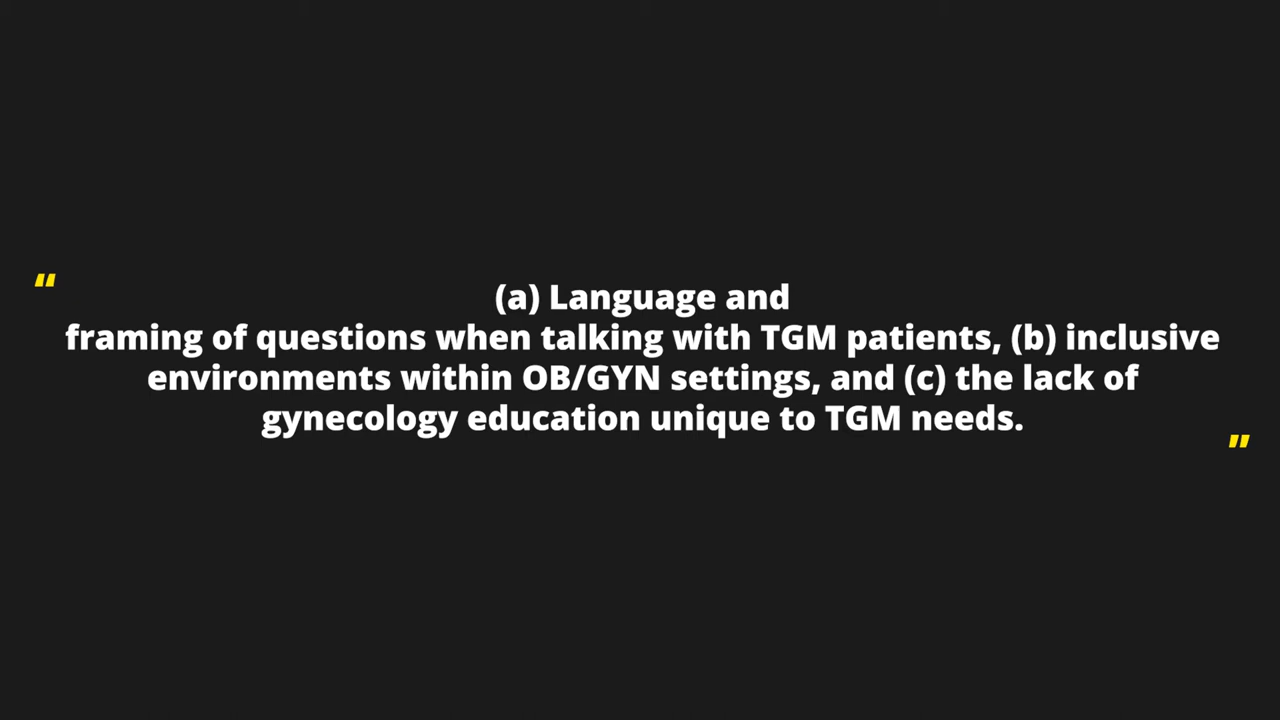 "
(a) Language and
framing of questions when talking with TGM patients, (b) inclusive
environments within OB/GYN settings, and (c) the lack of
gynecology education unique to TGM needs.
"